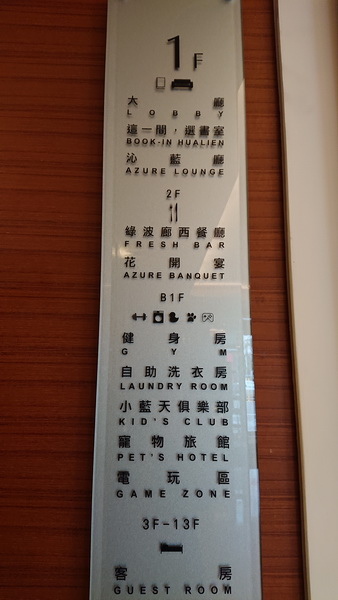 1F
大廳
LOBBY
這一間，選書室
BOOK-IN HUALIEN
沁藍廳
AZURE LOUNGE
2F
綠波廊西餐廳
FRESH BAR
花開宴
AZURE BANQUET
B1F
健身房
GYM
自助洗衣房
LAUNDRY ROOM
小藍天俱樂部
KID'S CLUB
寵物旅館
PET'S HOTEL
電玩區
GAME ZONE
3F-13F
客房
GUEST ROOM